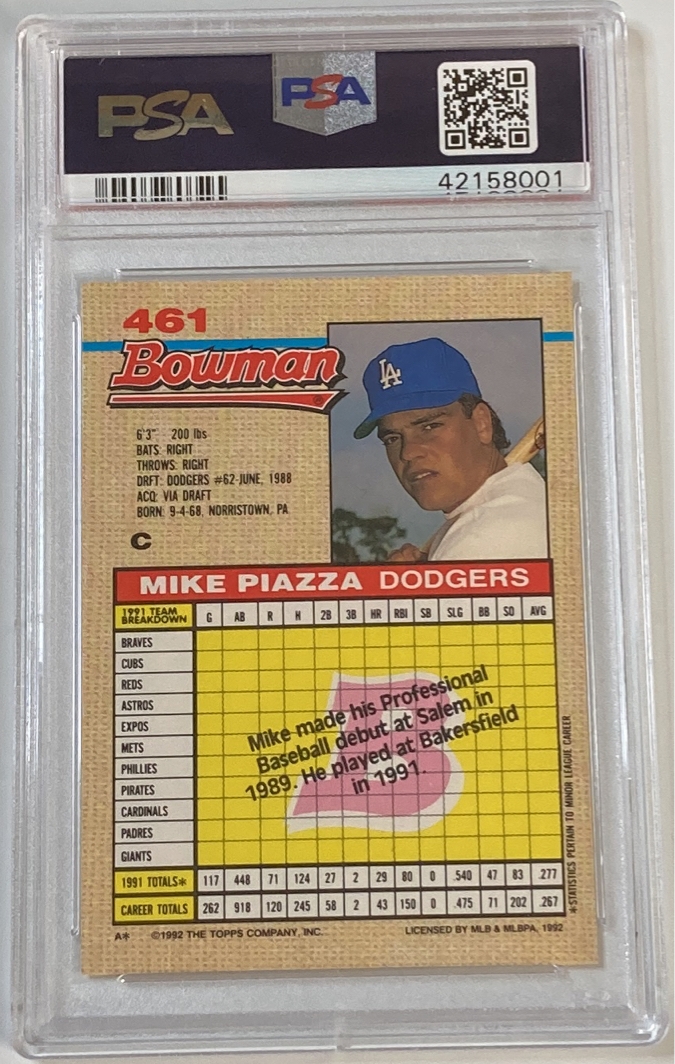 PSA
PSA
42158001
461
Bowman
®
LA
6'3" 200 lbs
BATS: RIGHT
THROWS: RIGHT
DRFT: DODGERS #62-JUNE, 1988
ACQ: VIA DRAFT
BORN: 9-4-68, NORRISTOWN, PA
C
MIKE PIAZZA DODGERS
1991 TEAM BREAKDOWN G AB R H 2B 3B HR RBI SB SLG BB SO AVG
BRAVES
CUBS
REDS
ASTROS
EXPOS
METS
PHILLIES
PIRATES
CARDINALS
PADRES
GIANTS
Mike made his Professional
Baseball debut at Salem in
1989. He played at Bakersfield
in 1991.
1991 TOTALS* 117 448 71 124 27 2 29 80 0 .540 47 83 .277
CAREER TOTALS 262 918 120 245 58 2 43 150 0 .475 71 202 .267
*STATISTICS PERTAIN TO MINOR LEAGUE CAREER
A* ©1992 THE TOPPS COMPANY, INC. LICENSED BY MLB & MLBPA, 1992